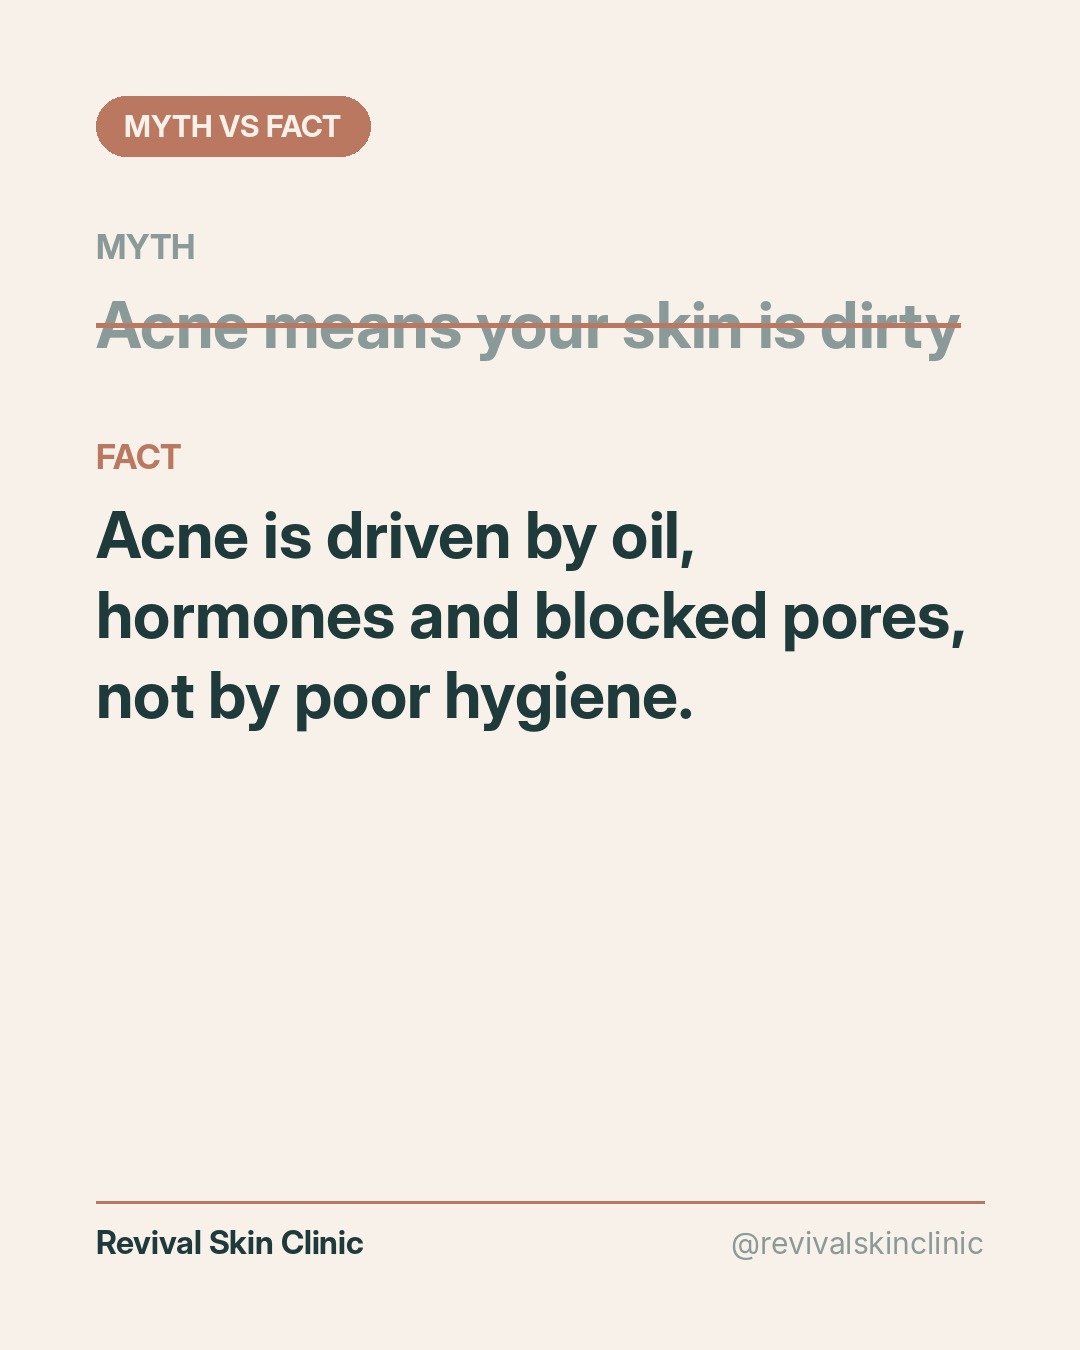 MYTH VS FACT
MYTH
Acne means your skin is dirty
FACT
Acne is driven by oil,
hormones and blocked pores,
not by poor hygiene.
Revival Skin Clinic
@revivalskinclinic